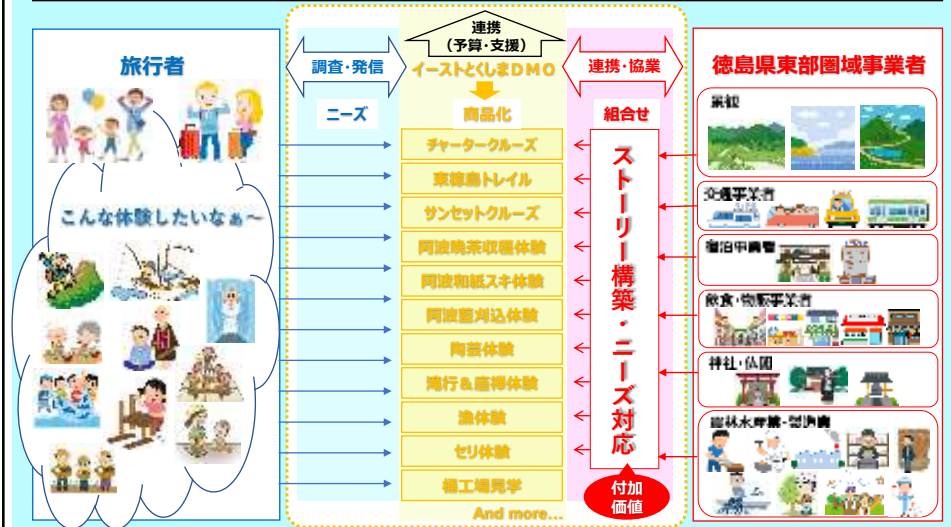 連携
（予算・支援）
旅行者
調査・発信
イーストとくしまDMO
連携・協業
徳島県東部圏域事業者
ニーズ
商品化
組合せ
景観
チャータークルーズ
東徳島トレイル
サンセットクルーズ
阿波晩茶収穫体験
阿波和紙スキ体験
阿波藍刈込体験
陶芸体験
滝行＆座禅体験
漁体験
セリ体験
And more...
こんな体験したいなぁ～
ストーリー構築・ニーズ対応
付加
価値
交通事業者
宿泊事業者
飲食・物販事業者
神社・仏閣
農林水産業・製造業